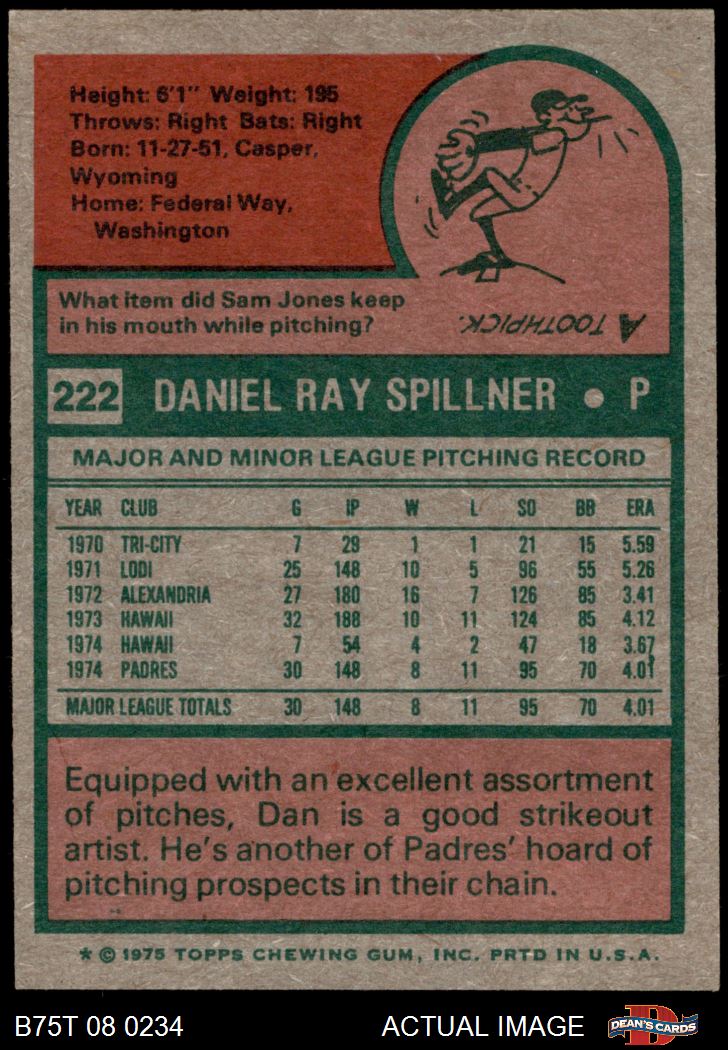 Height: 6'1" Weight: 195
Throws: Right Bats: Right
Born: 11-27-51, Casper,
Wyoming
Home: Federal Way,
Washington
What item did Sam Jones keep
in his mouth while pitching?
A TOOTHPICK.
222 DANIEL RAY SPILLNER • P
MAJOR AND MINOR LEAGUE PITCHING RECORD
YEAR CLUB G IP W L SO BB ERA
1970 TRI-CITY 7 29 1 1 21 15 5.59
1971 LODI 25 148 10 5 96 55 5.26
1972 ALEXANDRIA 27 180 16 7 126 85 3.41
1973 HAWAII 32 188 10 11 124 85 4.12
1974 HAWAII 7 54 4 2 47 18 3.67
1974 PADRES 30 148 8 11 95 70 4.01
MAJOR LEAGUE TOTALS 30 148 8 11 95 70 4.01
Equipped with an excellent assortment
of pitches, Dan is a good strikeout
artist. He's another of Padres' hoard of
pitching prospects in their chain.
* © 1975 TOPPS CHEWING GUM, INC. PRTD IN U.S.A.
B75T 08 0234 ACTUAL IMAGE D DEAN'S CARDS